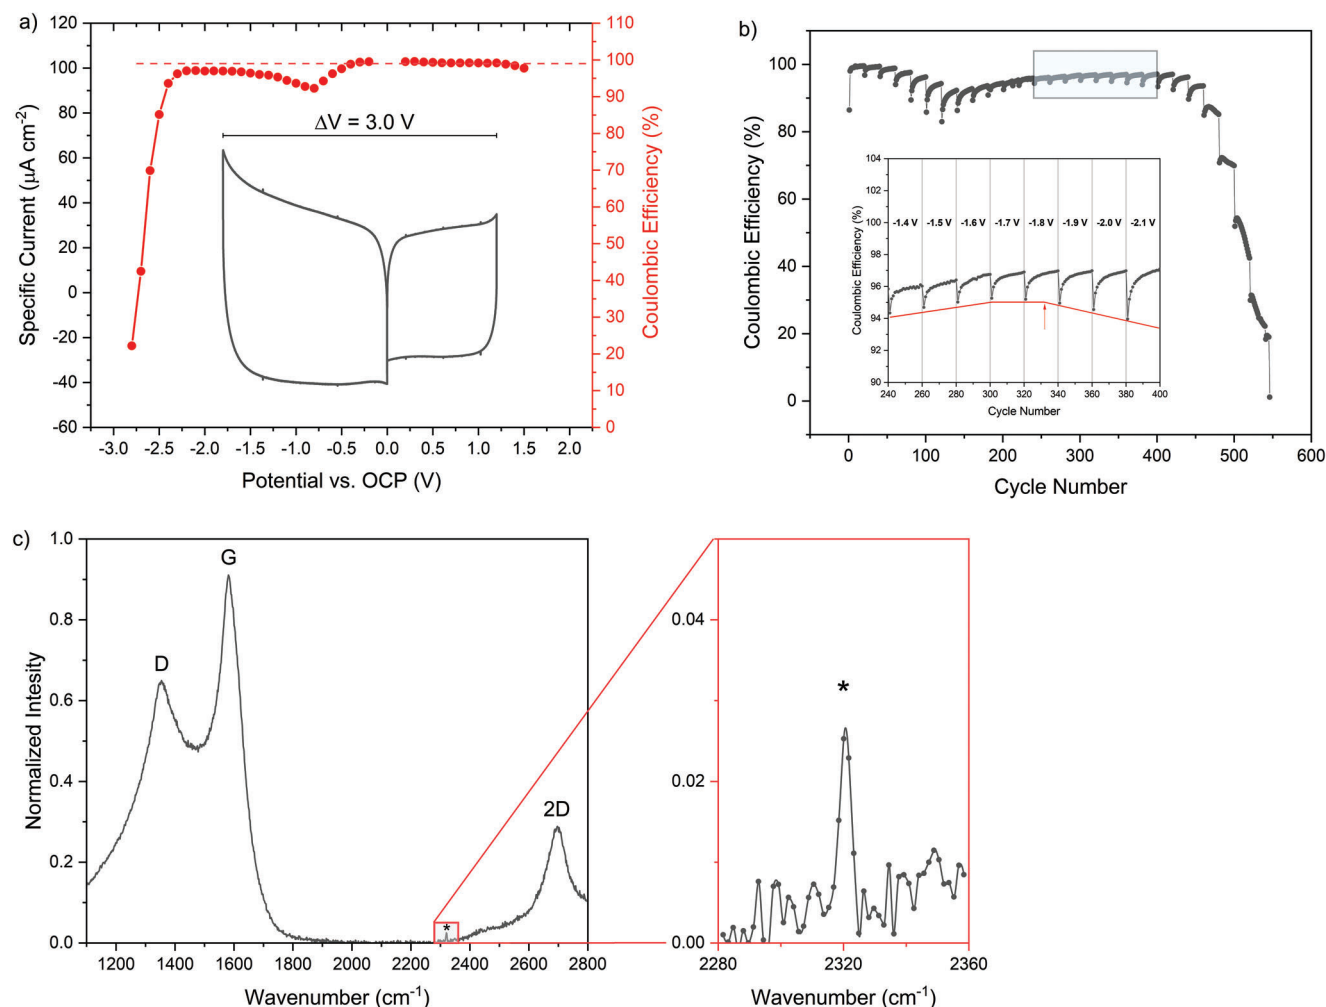 a)
120
100
80
60
40
20
0
-20
-40
-60
Specific Current (μA cm⁻²)
ΔV = 3.0 V
110
100
90
80
70
60
50
40
30
20
10
0
Coulombic Efficiency (%)
-3.0 -2.5 -2.0 -1.5 -1.0 -0.5 0.0 0.5 1.0 1.5 2.0
Potential vs. OCP (V)
b)
100
80
60
40
20
0
Coulombic Efficiency (%)
104
102
100
98
96
94
92
90
Coulombic Efficiency (%)
-1.4 V -1.5 V -1.6 V -1.7 V -1.8 V -1.9 V -2.0 V -2.1 V
240 260 280 300 320 340 360 380 400
Cycle Number
0 100 200 300 400 500 600
Cycle Number
c)
1.0
0.8
0.6
0.4
0.2
0.0
Normalized Intesity
D
G
*
2D
1200 1400 1600 1800 2000 2200 2400 2600 2800
Wavenumber (cm⁻¹)
0.04
0.02
0.00
*
2280 2320 2360
Wavenumber (cm⁻¹)